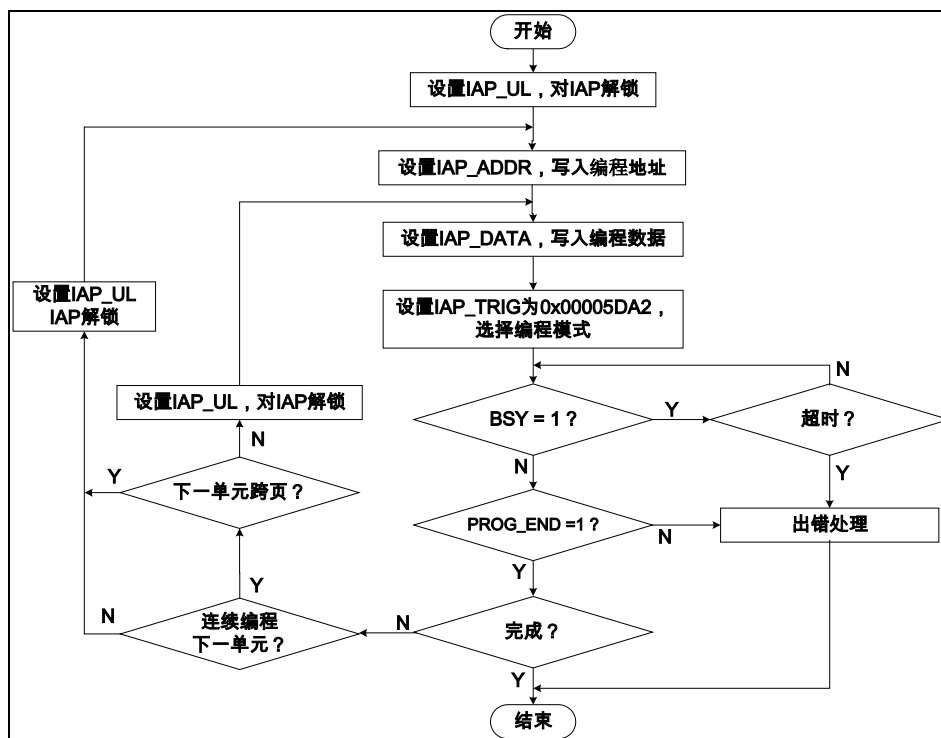 开始
设置IAP_UL，对IAP解锁
设置IAP_ADDR，写入编程地址
设置IAP_DATA，写入编程数据
设置IAP_UL
IAP解锁
设置IAP_TRIG为0x00005DA2，
选择编程模式
N
设置IAP_UL，对IAP解锁
BSY = 1？
Y
超时？
N
Y
N
Y
下一单元跨页？
PROG_END =1？
N
出错处理
Y
Y
N
连续编程
下一单元？
N
完成？
Y
结束